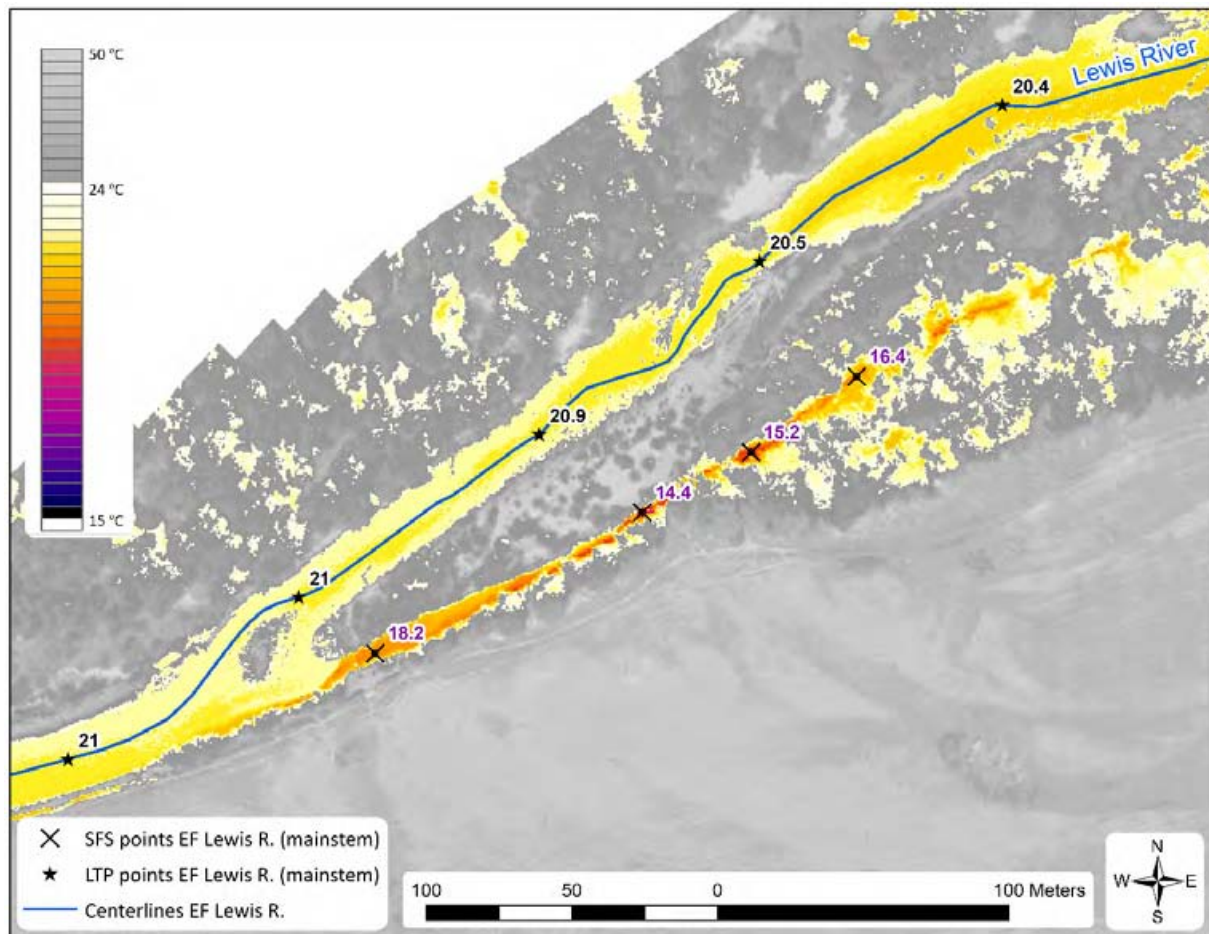 50 °C
24 °C
15 °C
Lewis River
20.4
20.5
16.4
20.9
15.2
14.4
21
18.2
21
SFS points EF Lewis R. (mainstem)
LTP points EF Lewis R. (mainstem)
Centerlines EF Lewis R.
100 50 0 100 Meters
N
W E
S